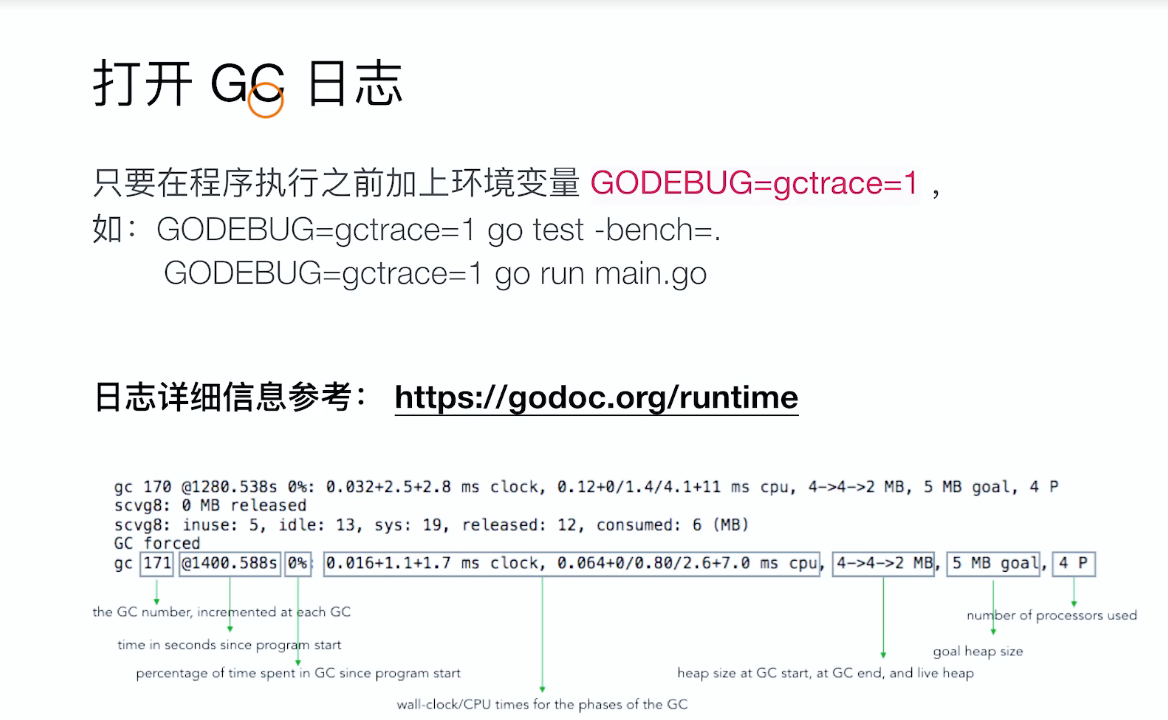 打开 GC 日志
只要在程序执行之前加上环境变量 GODEBUG=gctrace=1 ，
如：GODEBUG=gctrace=1 go test -bench=.
GODEBUG=gctrace=1 go run main.go
日志详细信息参考： https://godoc.org/runtime
gc 170 @1280.538s 0%: 0.032+2.5+2.8 ms clock, 0.12+0/1.4/4.1+11 ms cpu, 4->4->2 MB, 5 MB goal, 4 P
scvg8: 0 MB released
scvg8: inuse: 5, idle: 13, sys: 19, released: 12, consumed: 6 (MB)
GC forced
gc 171 @1400.588s 0%: 0.016+1.1+1.7 ms clock, 0.064+0/0.80/2.6+7.0 ms cpu, 4->4->2 MB, 5 MB goal, 4 P
the GC number, incremented at each GC
number of processors used
time in seconds since program start
goal heap size
percentage of time spent in GC since program start
heap size at GC start, at GC end, and live heap
wall-clock/CPU times for the phases of the GC